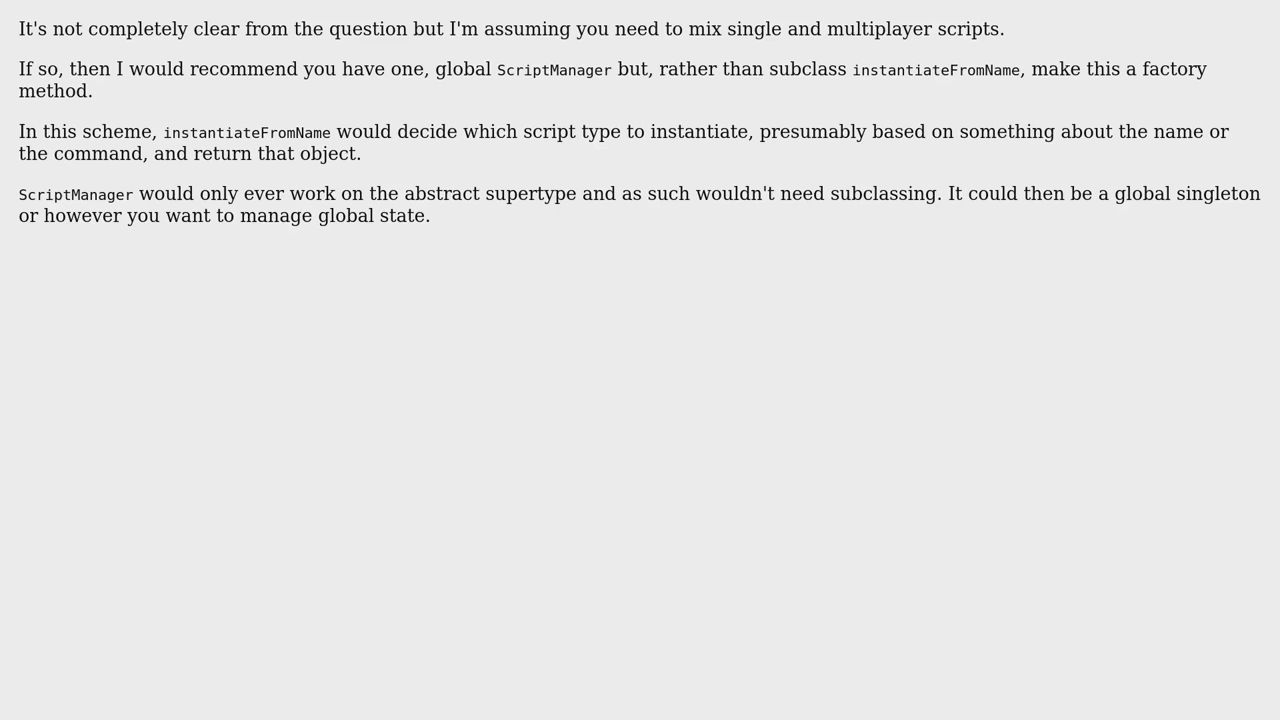 It's not completely clear from the question but I'm assuming you need to mix single and multiplayer scripts.
If so, then I would recommend you have one, global ScriptManager but, rather than subclass instantiateFromName, make this a factory
method.
In this scheme, instantiateFromName would decide which script type to instantiate, presumably based on something about the name or
the command, and return that object.
ScriptManager would only ever work on the abstract supertype and as such wouldn't need subclassing. It could then be a global singleton
or however you want to manage global state.